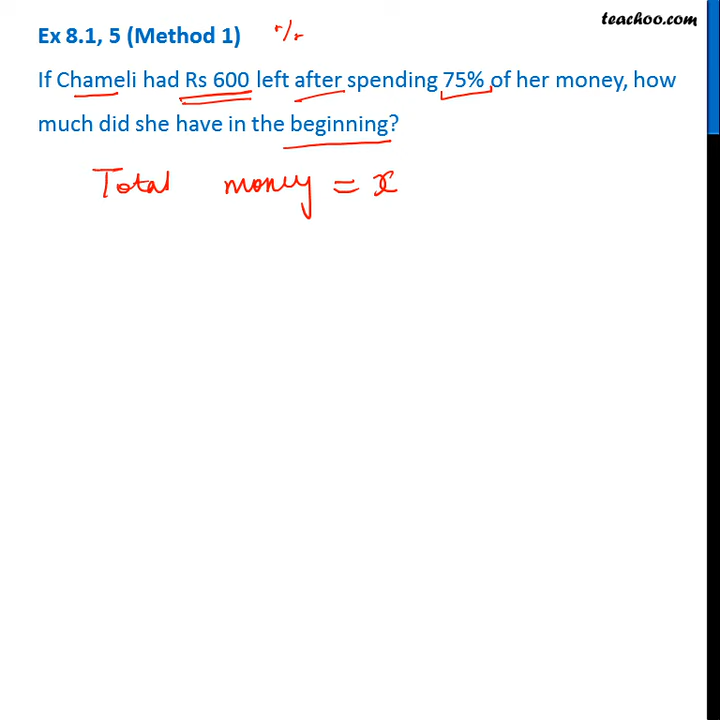 teachoo.com
Ex 8.1, 5 (Method 1)
If Chameli had Rs 600 left after spending 75% of her money, how
much did she have in the beginning?
Total money = x